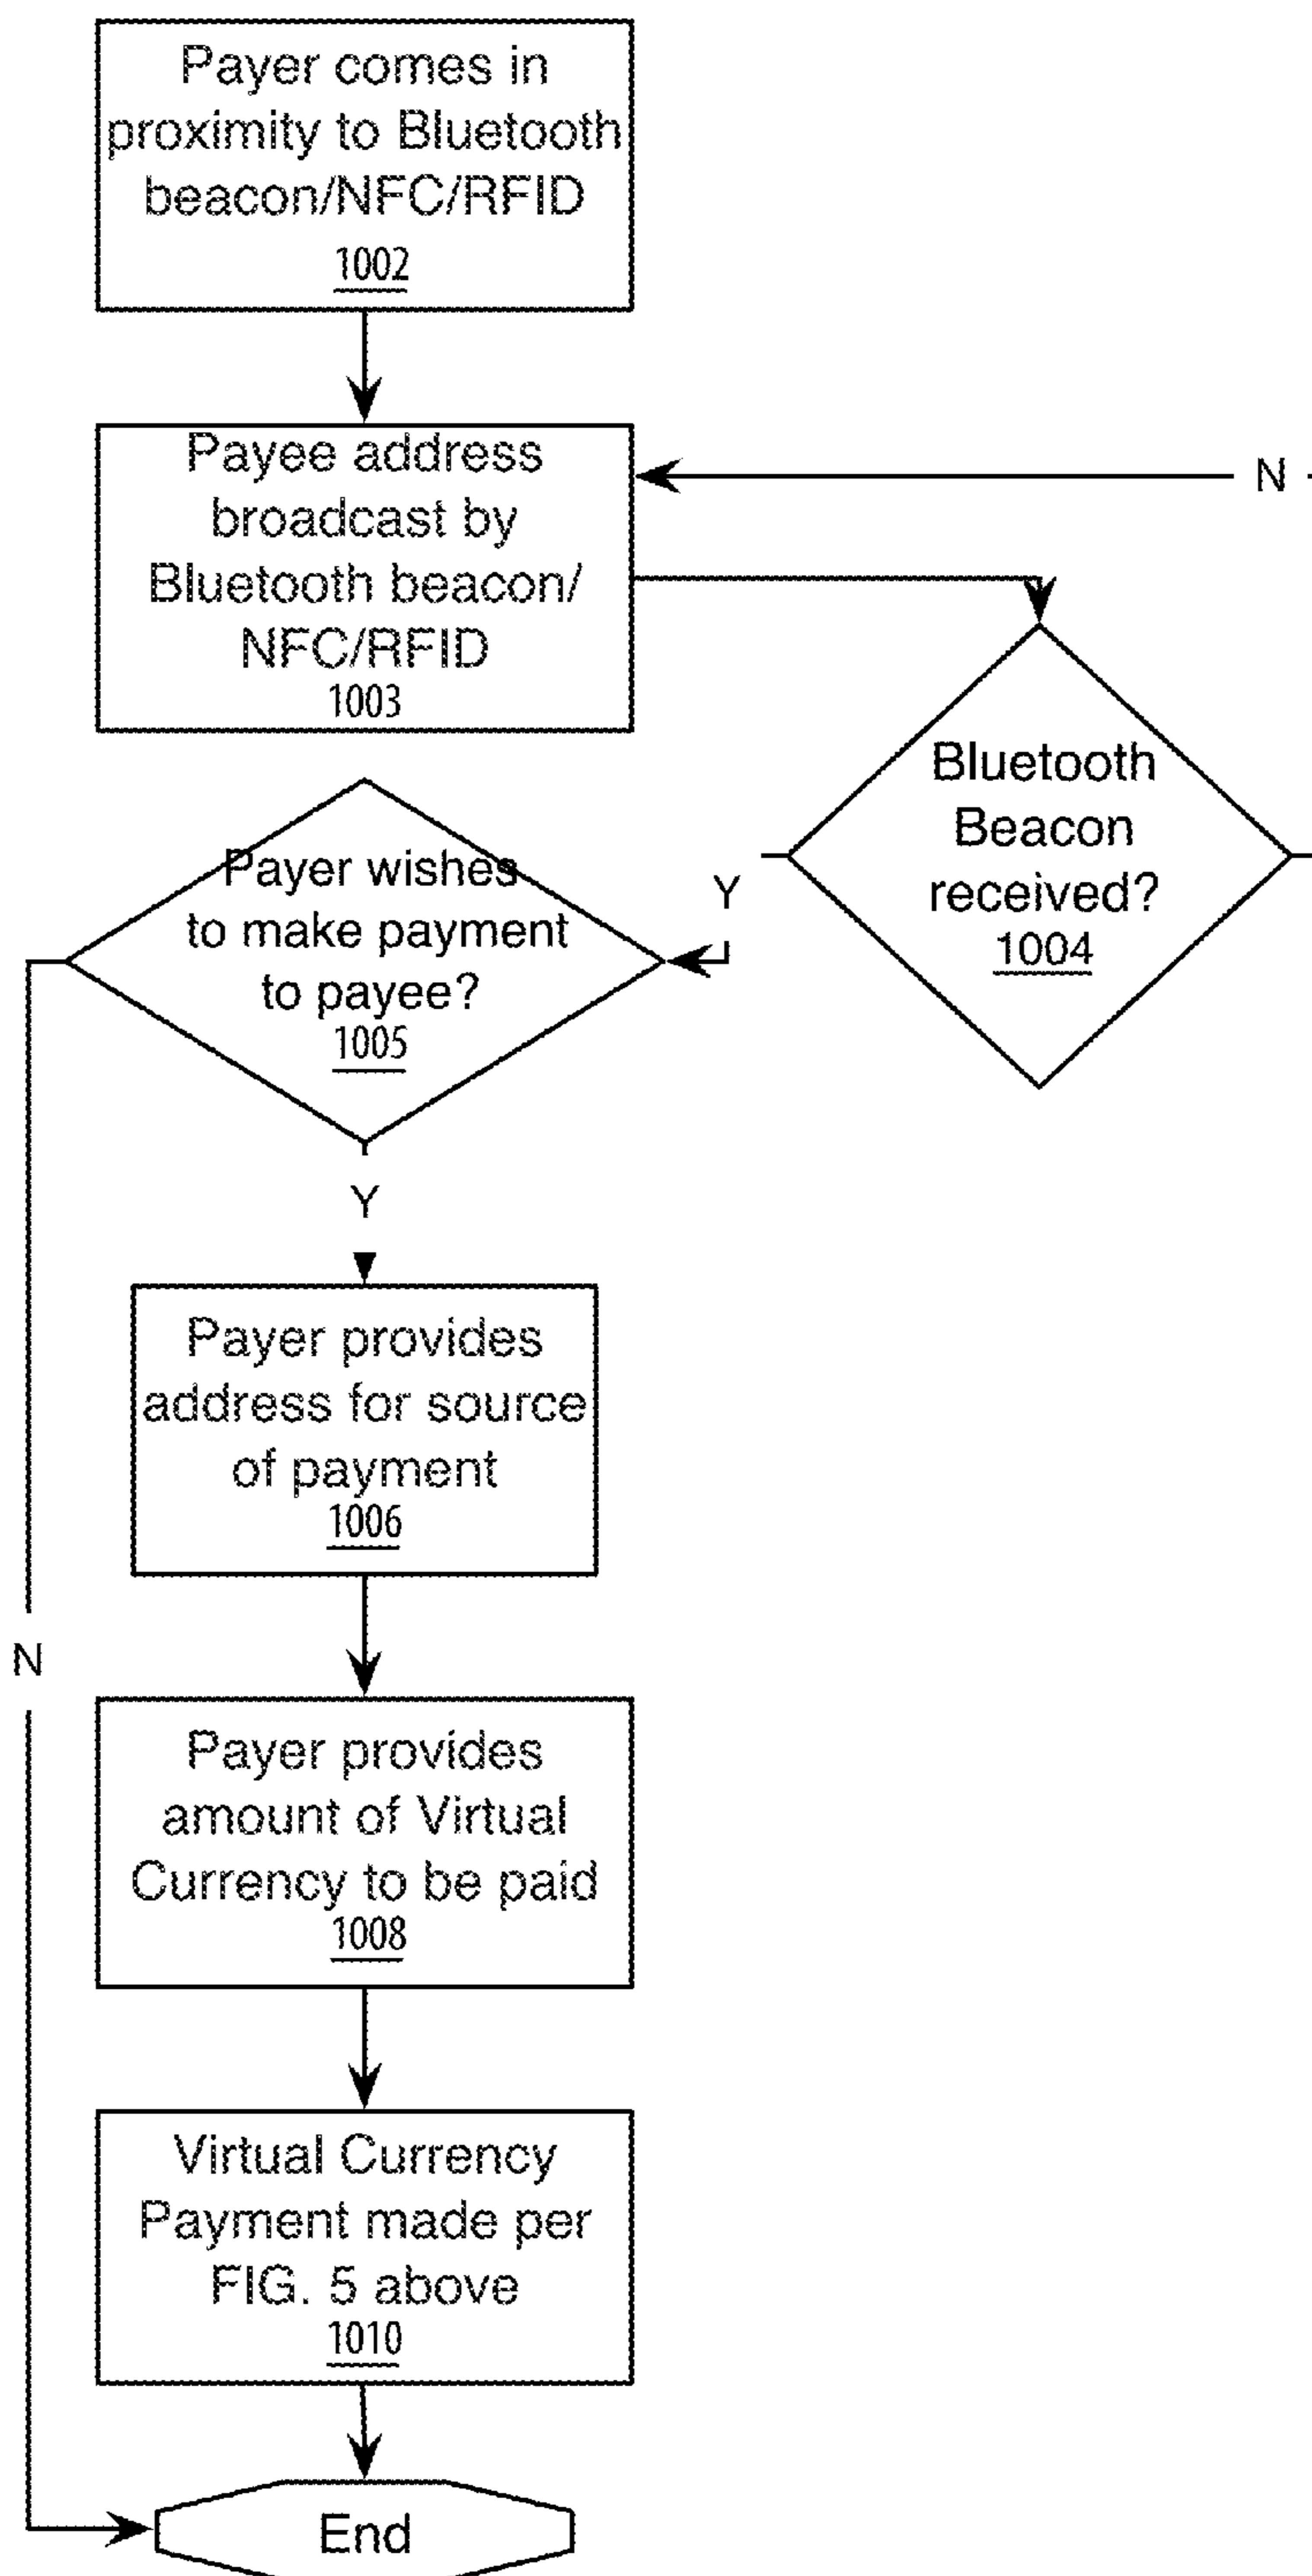 Payer comes in
proximity to Bluetooth
beacon/NFC/RFID
1002
Payee address
broadcast by
Bluetooth beacon/
NFC/RFID
1003
N
Bluetooth
Beacon
received?
1004
Y
Payer wishes
to make payment
to payee?
1005
Y
Payer provides
address for source
of payment
1006
N
Payer provides
amount of Virtual
Currency to be paid
1008
Virtual Currency
Payment made per
FIG. 5 above
1010
End